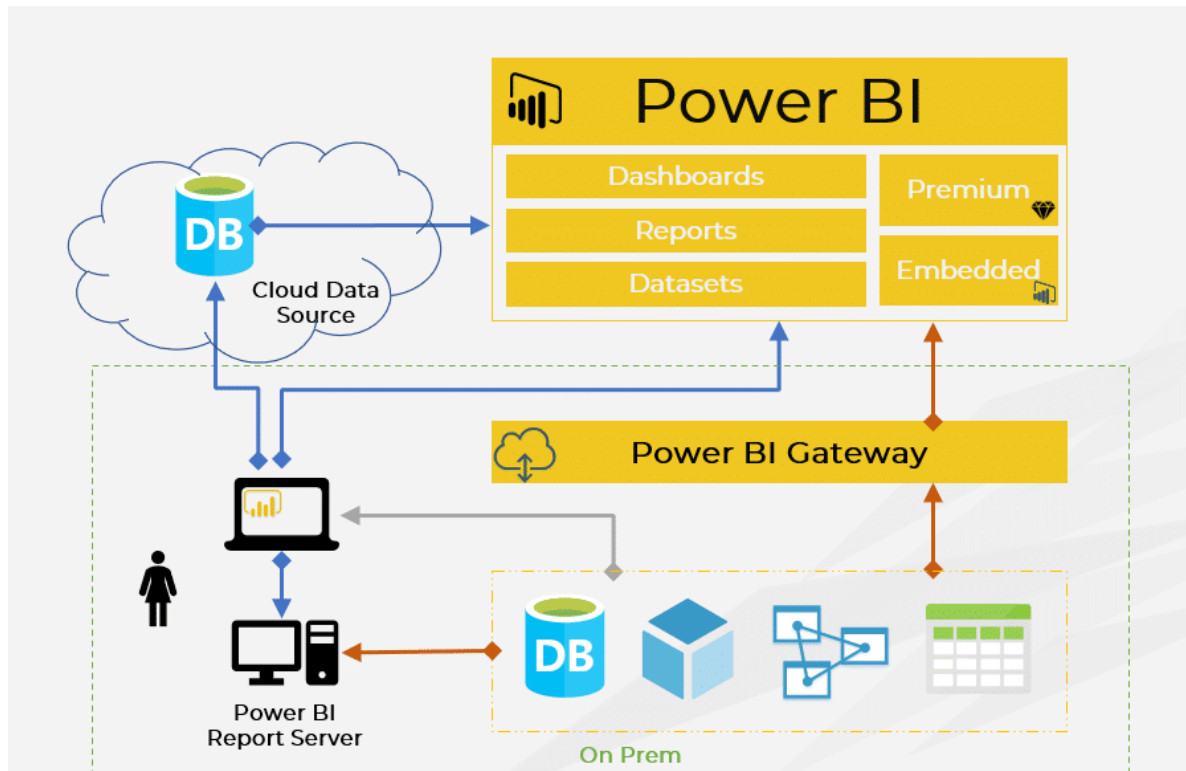 Power BI
Dashboards
Reports
Datasets
Premium
Embedded
DB
Cloud Data
Source
Power BI Gateway
DB
Power BI
Report Server
On Prem